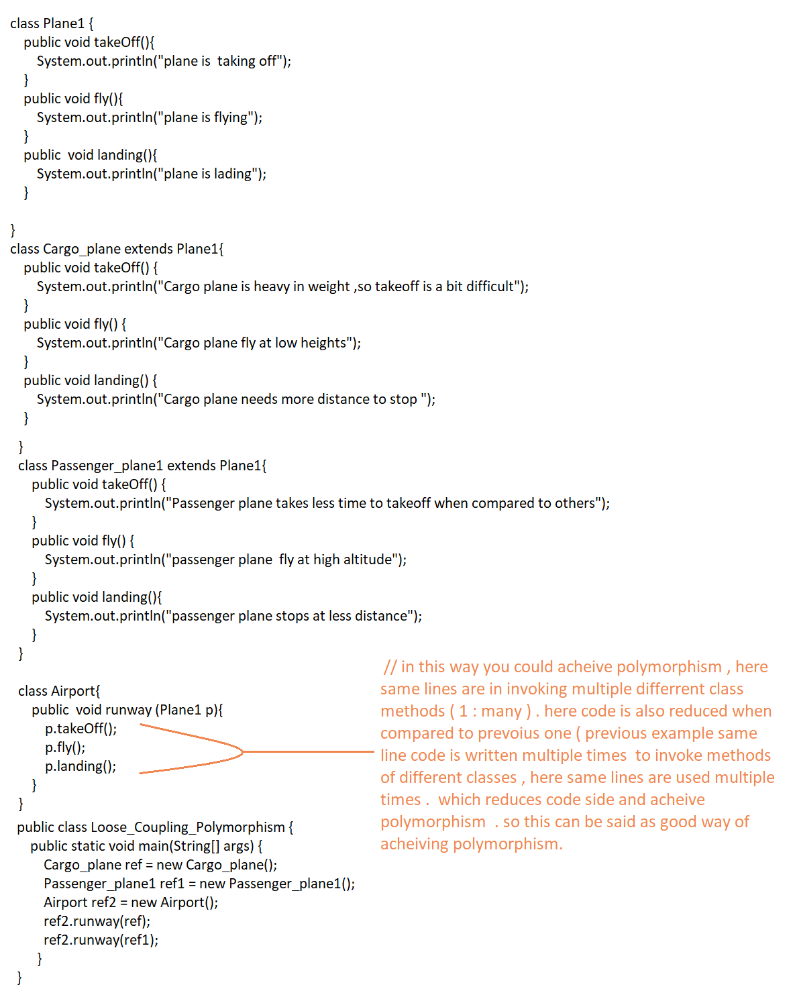 class Plane1 {
public void takeOff(){
System.out.println("plane is  taking off");
}
public void fly(){
System.out.println("plane is flying");
}
public  void landing(){
System.out.println("plane is lading");
}
}
class Cargo_plane extends Plane1{
public void takeOff() {
System.out.println("Cargo plane is heavy in weight ,so takeoff is a bit difficult");
}
public void fly() {
System.out.println("Cargo plane fly at low heights");
}
public void landing() {
System.out.println("Cargo plane needs more distance to stop ");
}
}
class Passenger_plane1 extends Plane1{
public void takeOff() {
System.out.println("Passenger plane takes less time to takeoff when compared to others");
}
public void fly() {
System.out.println("passenger plane  fly at high altitude");
}
public void landing(){
System.out.println("passenger plane stops at less distance");
}
}
class Airport{
public  void runway (Plane1 p){
p.takeOff();
p.fly();
p.landing();
}
}
// in this way you could acheive polymorphism , here
same lines are in invoking multiple differrent class
methods ( 1 : many ) . here code is also reduced when
compared to prevoius one ( previous example same
line code is written multiple times  to invoke methods
of different classes , here same lines are used multiple
times .  which reduces code side and acheive
polymorphism  . so this can be said as good way of
acheiving polymorphism.
public class Loose_Coupling_Polymorphism {
public static void main(String[] args) {
Cargo_plane ref = new Cargo_plane();
Passenger_plane1 ref1 = new Passenger_plane1();
Airport ref2 = new Airport();
ref2.runway(ref);
ref2.runway(ref1);
}
}